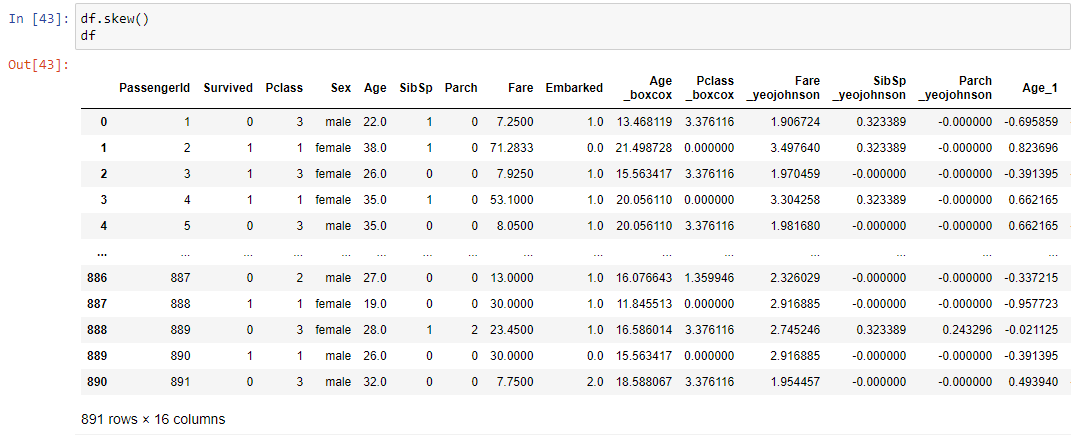 In [43]: df.skew()
df
Out[43]:
PassengerId Survived Pclass Sex Age SibSp Parch Fare Embarked Age _boxcox Pclass _boxcox Fare _yeojohnson SibSp _yeojohnson Parch _yeojohnson Age_1
0 1 0 3 male 22.0 1 0 7.2500 1.0 13.468119 3.376116 1.906724 0.323389 -0.000000 -0.695859
1 2 1 1 female 38.0 1 0 71.2833 0.0 21.498728 0.000000 3.497640 0.323389 -0.000000 0.823696
2 3 1 3 female 26.0 0 0 7.9250 1.0 15.563417 3.376116 1.970459 -0.000000 -0.000000 -0.391395
3 4 1 1 female 35.0 1 0 53.1000 1.0 20.056110 0.000000 3.304258 0.323389 -0.000000 0.662165
4 5 0 3 male 35.0 0 0 8.0500 1.0 20.056110 3.376116 1.981680 -0.000000 -0.000000 0.662165
... ... ... ... ... ... ... ... ... ... ... ... ... ... ... ...
886 887 0 2 male 27.0 0 0 13.0000 1.0 16.076643 1.359946 2.326029 -0.000000 -0.000000 -0.337215
887 888 1 1 female 19.0 0 0 30.0000 1.0 11.845513 0.000000 2.916885 -0.000000 -0.000000 -0.957723
888 889 0 3 female 28.0 1 2 23.4500 1.0 16.586014 3.376116 2.745246 0.323389 0.243296 -0.021125
889 890 1 1 male 26.0 0 0 30.0000 0.0 15.563417 0.000000 2.916885 -0.000000 -0.000000 -0.391395
890 891 0 3 male 32.0 0 0 7.7500 2.0 18.588067 3.376116 1.954457 -0.000000 -0.000000 0.493940
891 rows × 16 columns